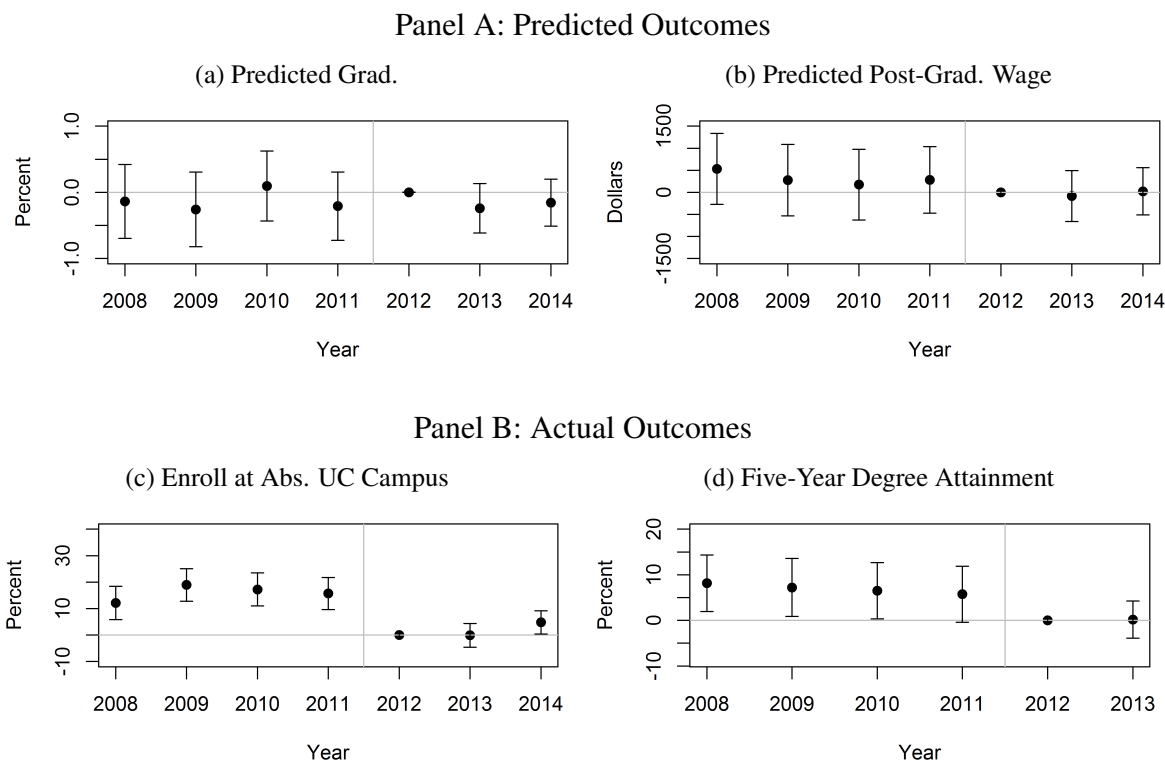 Panel A: Predicted Outcomes
(a) Predicted Grad.
Percent
1.0
0.0
-1.0
2008 2009 2010 2011 2012 2013 2014
Year
(b) Predicted Post-Grad. Wage
Dollars
1500
0
-1500
2008 2009 2010 2011 2012 2013 2014
Year
Panel B: Actual Outcomes
(c) Enroll at Abs. UC Campus
Percent
30
10
-10
2008 2009 2010 2011 2012 2013 2014
Year
(d) Five-Year Degree Attainment
Percent
20
10
0
-10
2008 2009 2010 2011 2012 2013
Year